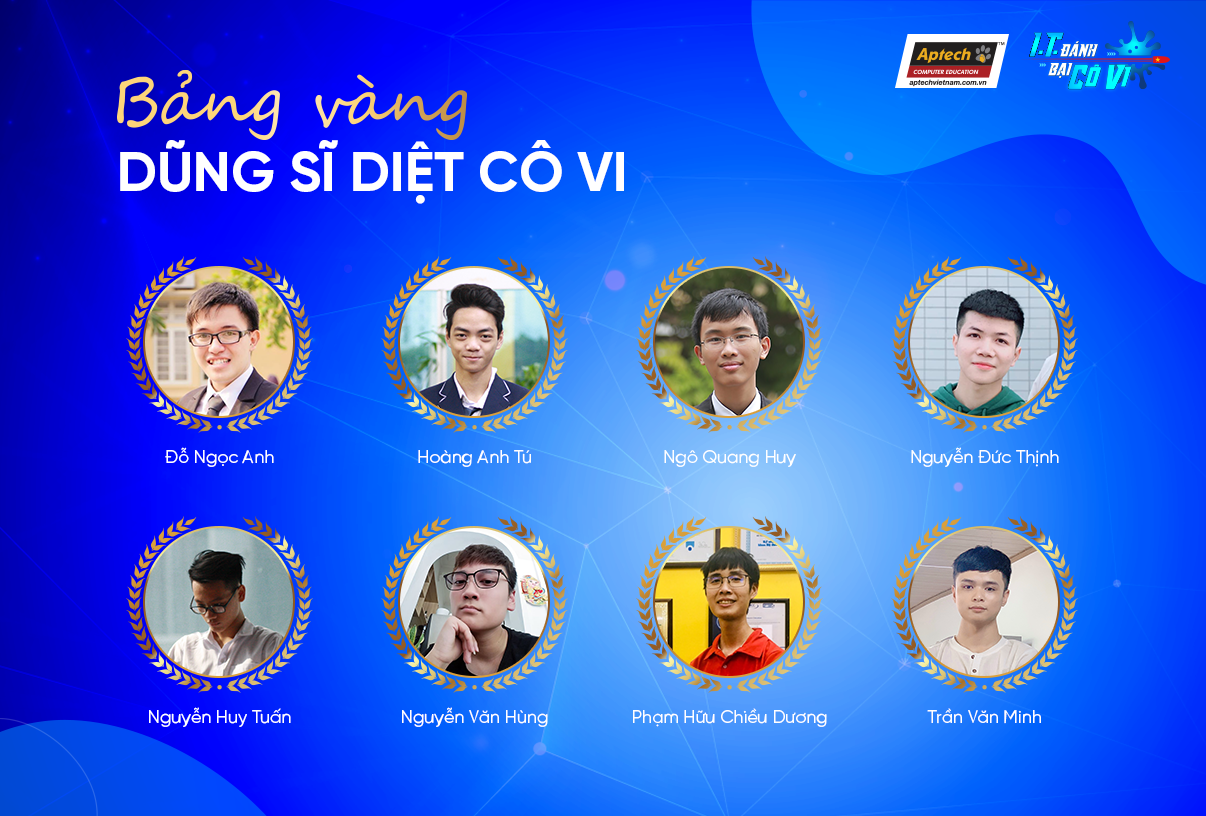 Aptech ™
COMPUTER EDUCATION
aptechvietnam.com.vn
I.T. ĐÁNH
BẠI CÔ VI
Bảng vàng
DŨNG SĨ DIỆT CÔ VI
Đỗ Ngọc Anh
Hoàng Anh Tú
Ngô Quang Huy
Nguyễn Đức Thịnh
Nguyễn Huy Tuấn
Nguyễn Văn Hùng
Phạm Hữu Chiều Dương
Trần Văn Minh